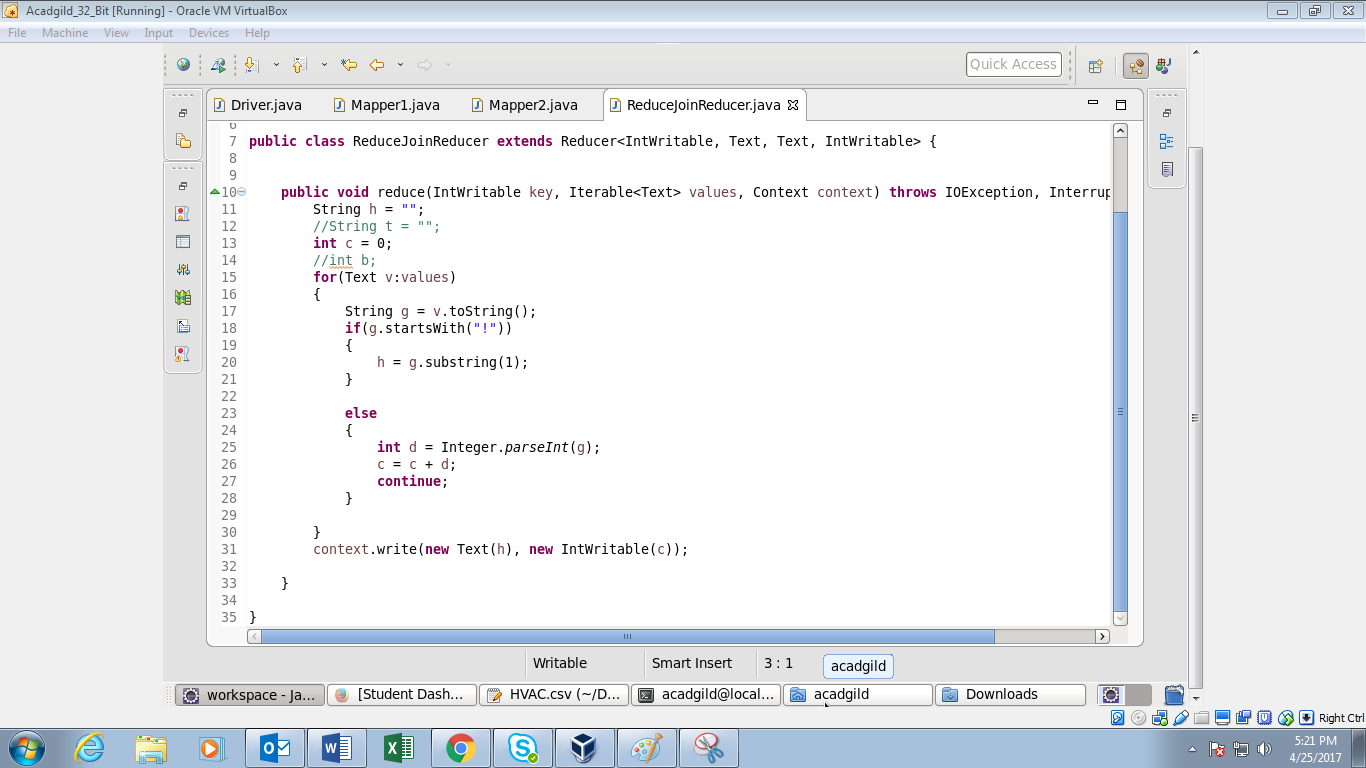 Acadgild_32_Bit [Running] - Oracle VM VirtualBox
File Machine View Input Devices Help
Quick Access
Driver.java Mapper1.java Mapper2.java ReduceJoinReducer.java
6
7 public class ReduceJoinReducer extends Reducer<IntWritable, Text, Text, IntWritable> {
8
9
10 public void reduce(IntWritable key, Iterable<Text> values, Context context) throws IOException, Interrup
11 String h = "";
12 //String t = "";
13 int c = 0;
14 //int b;
15 for(Text v:values)
16 {
17 String g = v.toString();
18 if(g.startsWith("!"))
19 {
20 h = g.substring(1);
21 }
22
23 else
24 {
25 int d = Integer.parseInt(g);
26 c = c + d;
27 continue;
28 }
29
30 }
31 context.write(new Text(h), new IntWritable(c));
32
33 }
34
35 }
Writable Smart Insert 3 : 1 acadgild
workspace - Ja... [Student Dash... HVAC.csv (~/D... acadgild@local... acadgild Downloads
Right Ctrl
5:21 PM
4/25/2017